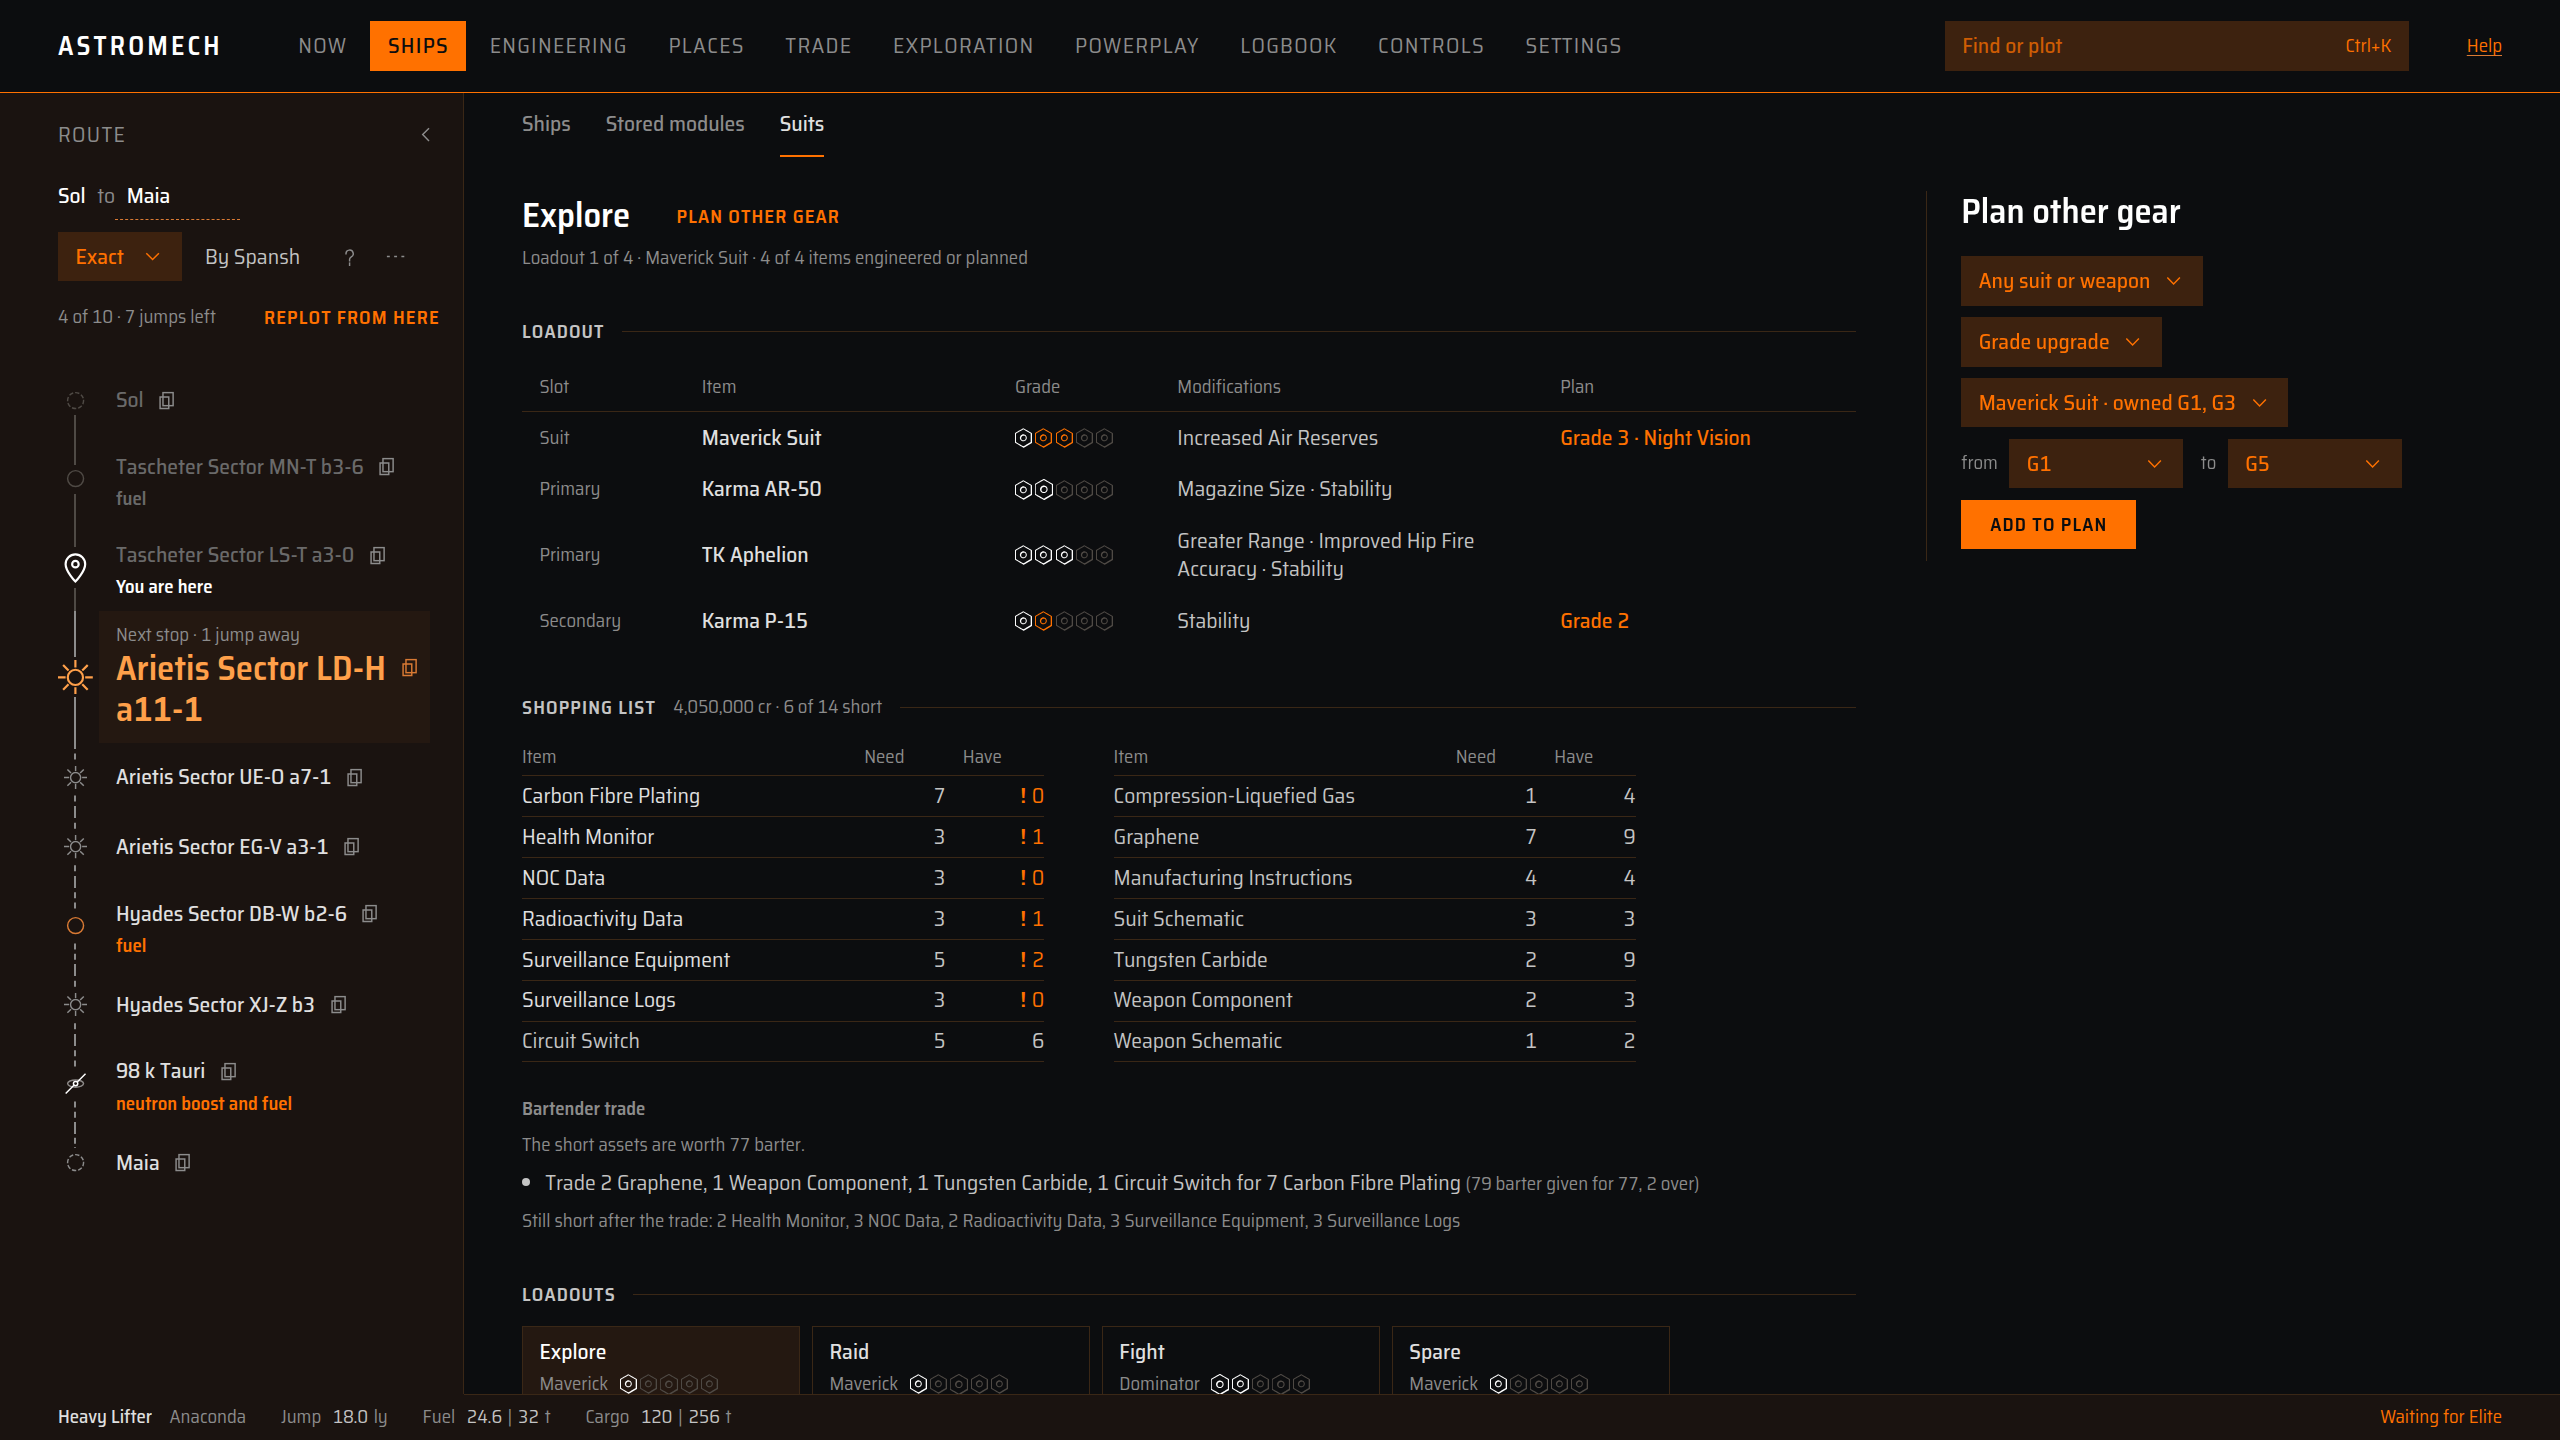 ASTROMECH NOW SHIPS ENGINEERING PLACES TRADE EXPLORATION POWERPLAY LOGBOOK CONTROLS SETTINGS Find or plot Ctrl+K Help
ROUTE
Sol to Maia
Exact By Spansh ? ···
4 of 10 · 7 jumps left REPLOT FROM HERE
Sol
Tascheter Sector MN-T b3-6
fuel
Tascheter Sector LS-T a3-0
You are here
Next stop · 1 jump away
Arietis Sector LD-H
a11-1
Arietis Sector UE-O a7-1
Arietis Sector EG-V a3-1
Hyades Sector DB-W b2-6
fuel
Hyades Sector XJ-Z b3
98 k Tauri
neutron boost and fuel
Maia
Ships Stored modules Suits
Explore PLAN OTHER GEAR
Loadout 1 of 4 · Maverick Suit · 4 of 4 items engineered or planned
LOADOUT
Slot Item Grade Modifications Plan
Suit Maverick Suit Increased Air Reserves Grade 3 · Night Vision
Primary Karma AR-50 Magazine Size · Stability
Primary TK Aphelion Greater Range · Improved Hip Fire
Accuracy · Stability
Secondary Karma P-15 Stability Grade 2
SHOPPING LIST 4,050,000 cr · 6 of 14 short
Item Need Have Item Need Have
Carbon Fibre Plating 7 ! 0 Compression-Liquefied Gas 1 4
Health Monitor 3 ! 1 Graphene 7 9
NOC Data 3 ! 0 Manufacturing Instructions 4 4
Radioactivity Data 3 ! 1 Suit Schematic 3 3
Surveillance Equipment 5 ! 2 Tungsten Carbide 2 9
Surveillance Logs 3 ! 0 Weapon Component 2 3
Circuit Switch 5 6 Weapon Schematic 1 2
Bartender trade
The short assets are worth 77 barter.
Trade 2 Graphene, 1 Weapon Component, 1 Tungsten Carbide, 1 Circuit Switch for 7 Carbon Fibre Plating (79 barter given for 77, 2 over)
Still short after the trade: 2 Health Monitor, 3 NOC Data, 2 Radioactivity Data, 3 Surveillance Equipment, 3 Surveillance Logs
LOADOUTS
Explore Raid Fight Spare
Maverick Maverick Dominator Maverick
Plan other gear
Any suit or weapon
Grade upgrade
Maverick Suit · owned G1, G3
from G1 to G5
ADD TO PLAN
Heavy Lifter Anaconda Jump 18.0 ly Fuel 24.6 | 32 t Cargo 120 | 256 t Waiting for Elite